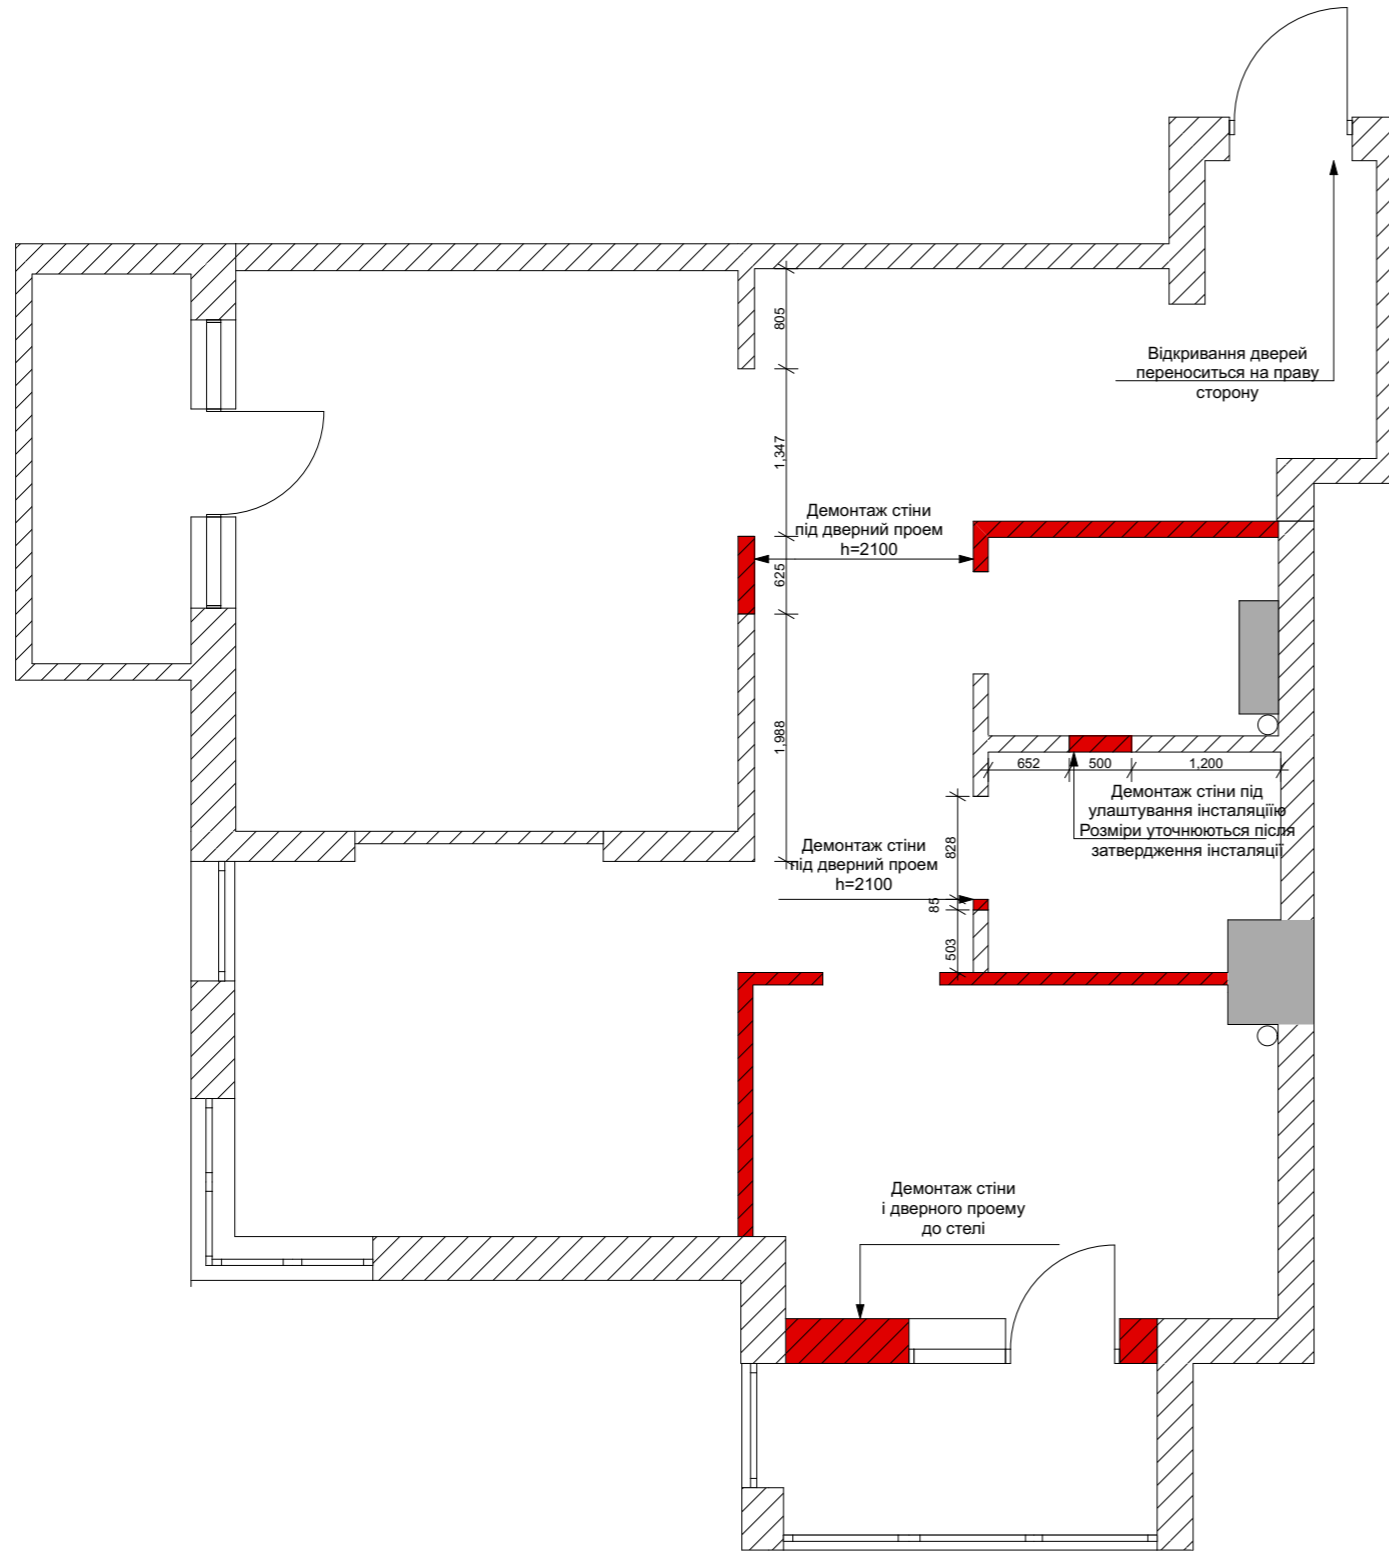 805
Відкривання дверей
переноситься на праву
сторону
1,347
Демонтаж стіни
під дверний проем
h=2100
625
1,988
652
500
1,200
Демонтаж стіни під
улаштування інсталяціїю
Розміри уточнюються після
затвердження інсталяції
828
Демонтаж стіни
під дверний проем
h=2100
85
503
Демонтаж стіни
і дверного проему
до стелі